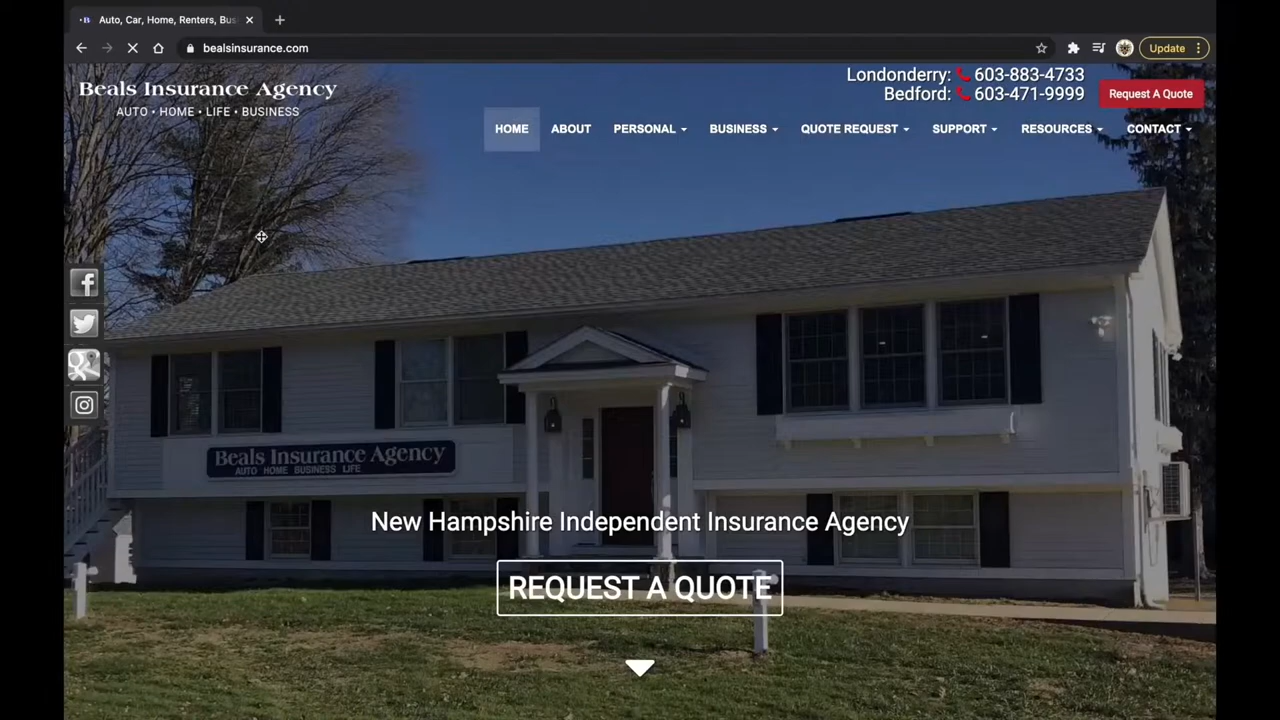 Auto, Car, Home, Renters, Bus
bealsinsurance.com
Update
Beals Insurance Agency
AUTO • HOME • LIFE • BUSINESS
Londonderry: 603-883-4733
Bedford: 603-471-9999
Request A Quote
HOME ABOUT PERSONAL BUSINESS QUOTE REQUEST SUPPORT RESOURCES CONTACT
Beals Insurance Agency
AUTO HOME BUSINESS LIFE
New Hampshire Independent Insurance Agency
REQUEST A QUOTE